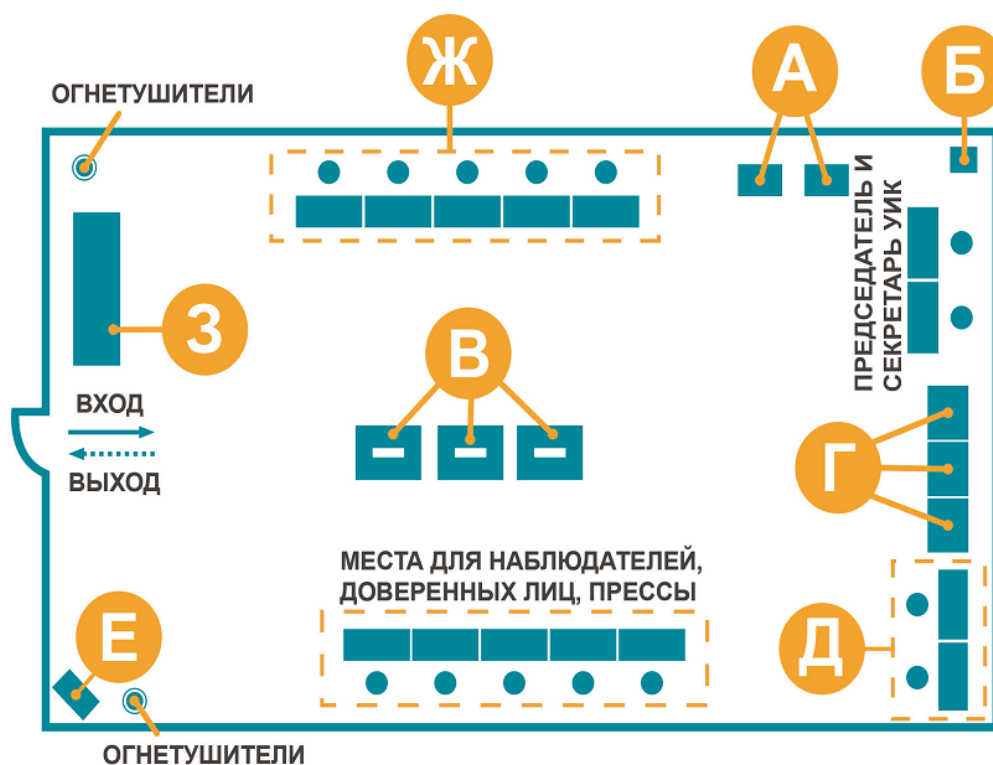 Ж
А
Б
ОГНЕТУШИТЕЛИ
ПРЕДСЕДАТЕЛЬ И
СЕКРЕТАРЬ УИК
З
В
ВХОД
ВЫХОД
Г
МЕСТА ДЛЯ НАБЛЮДАТЕЛЕЙ,
ДОВЕРЕННЫХ ЛИЦ, ПРЕССЫ
Е
Д
ОГНЕТУШИТЕЛИ